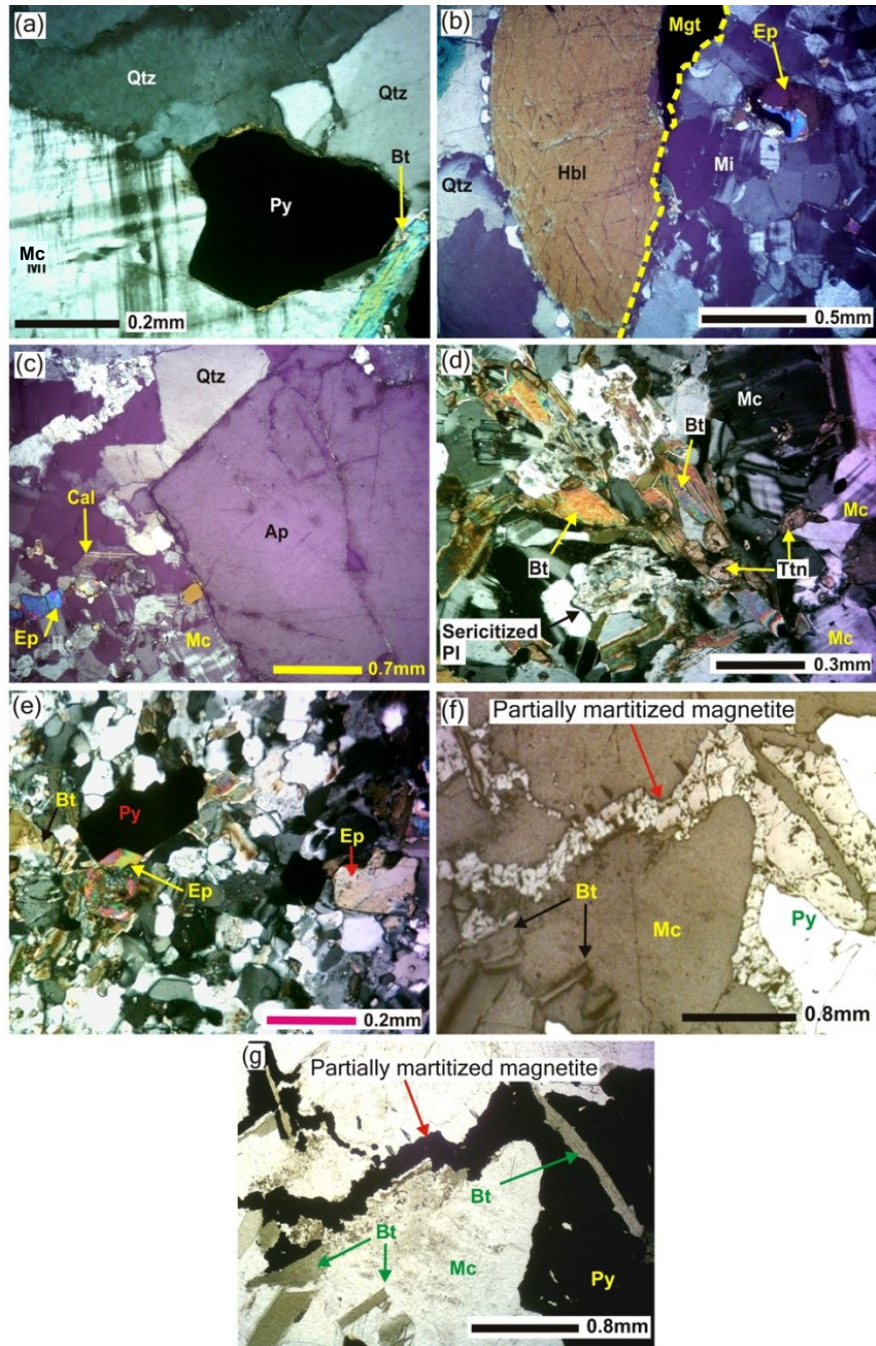 (a)
Qtz
Qtz
Bt
Py
Mc
Mi
0.2mm
(b)
Mgt
Ep
Hbl
Mi
Qtz
0.5mm
(c)
Qtz
Cal
Ap
Ep
Mc
0.7mm
(d)
Mc
Bt
Mc
Bt
Ttn
Sericitized
Pl
Mc
0.3mm
(e)
Bt
Py
Ep
Ep
0.2mm
(f)
Partially martitized magnetite
Bt
Mc
Py
0.8mm
(g)
Partially martitized magnetite
Bt
Bt
Mc
Py
0.8mm